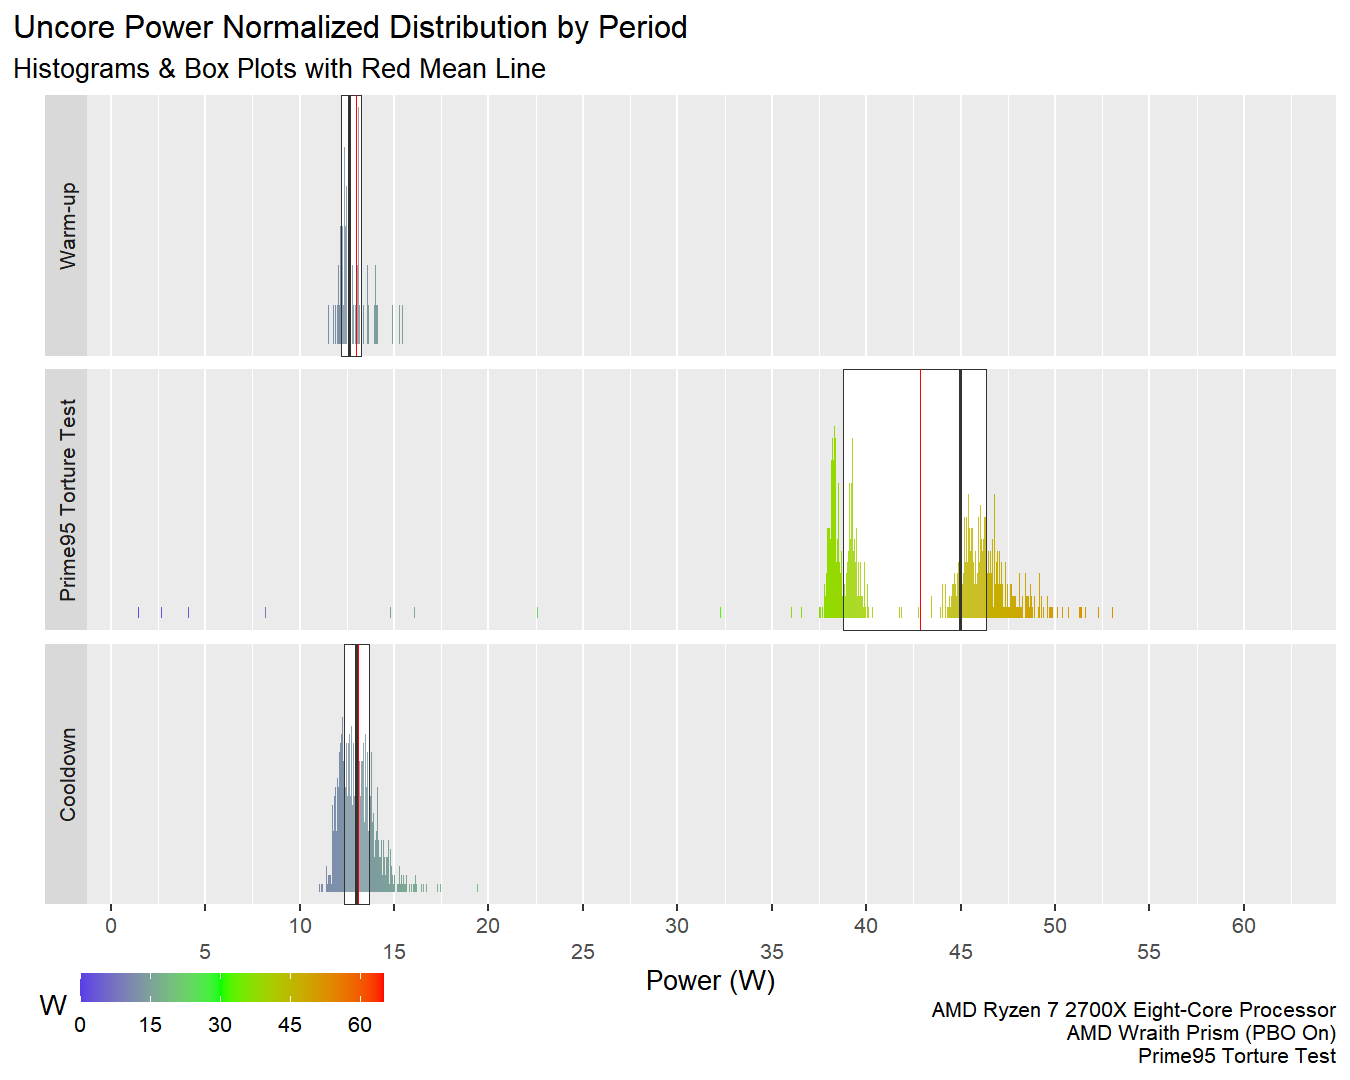 Uncore Power Normalized Distribution by Period
Histograms & Box Plots with Red Mean Line
Warm-up
Prime95 Torture Test
Cooldown
0 10 20 30 40 50 60
5 15 25 35 45 55
Power (W)
W
0 15 30 45 60
AMD Ryzen 7 2700X Eight-Core Processor
AMD Wraith Prism (PBO On)
Prime95 Torture Test